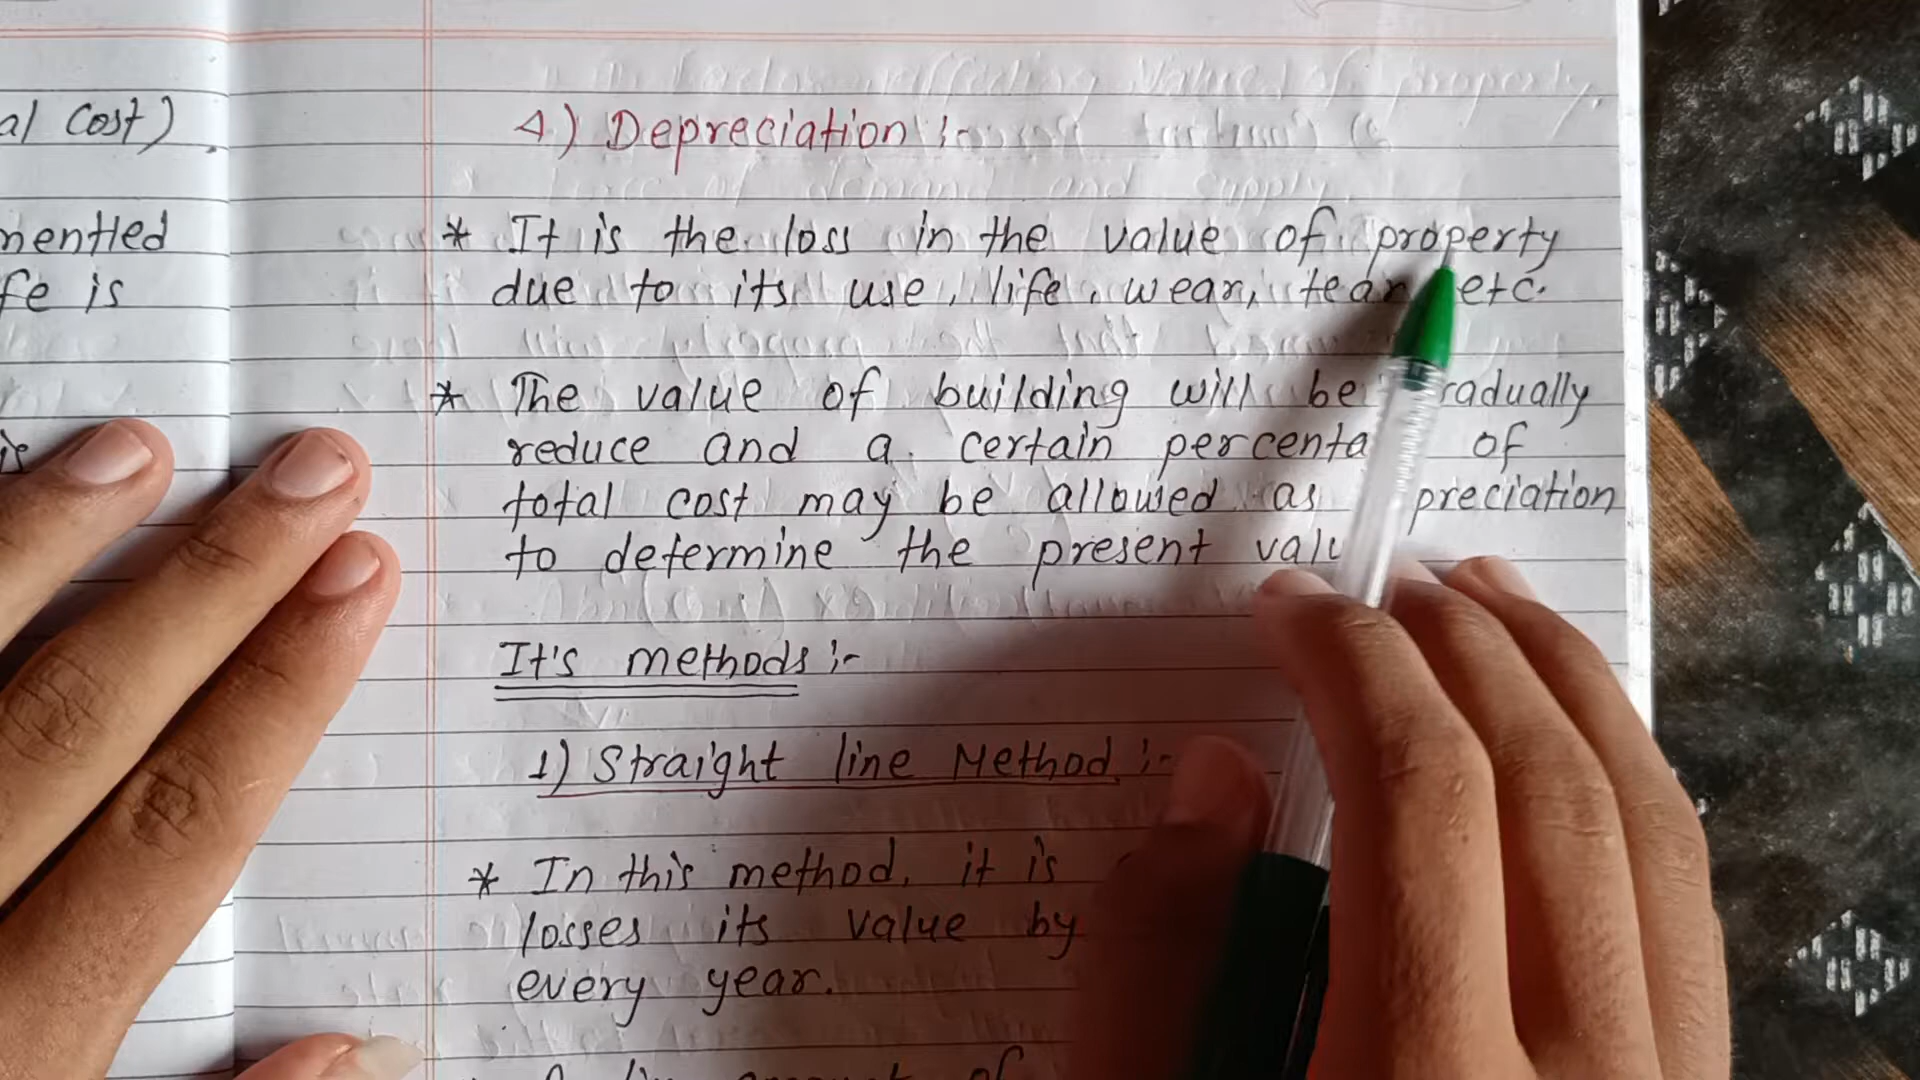 al Cost)
mentled
fe is
4) Depreciation :-
* It is the loss in the value of property
due to its use, life, wear, tear etc.
* The value of building will be radually
reduce and a certain percenta of
total cost may be allowed as preciation
to determine the present valu
It's methods :-
1) Straight line Method :-
* In this method, it is
losses its value by
every year.
of